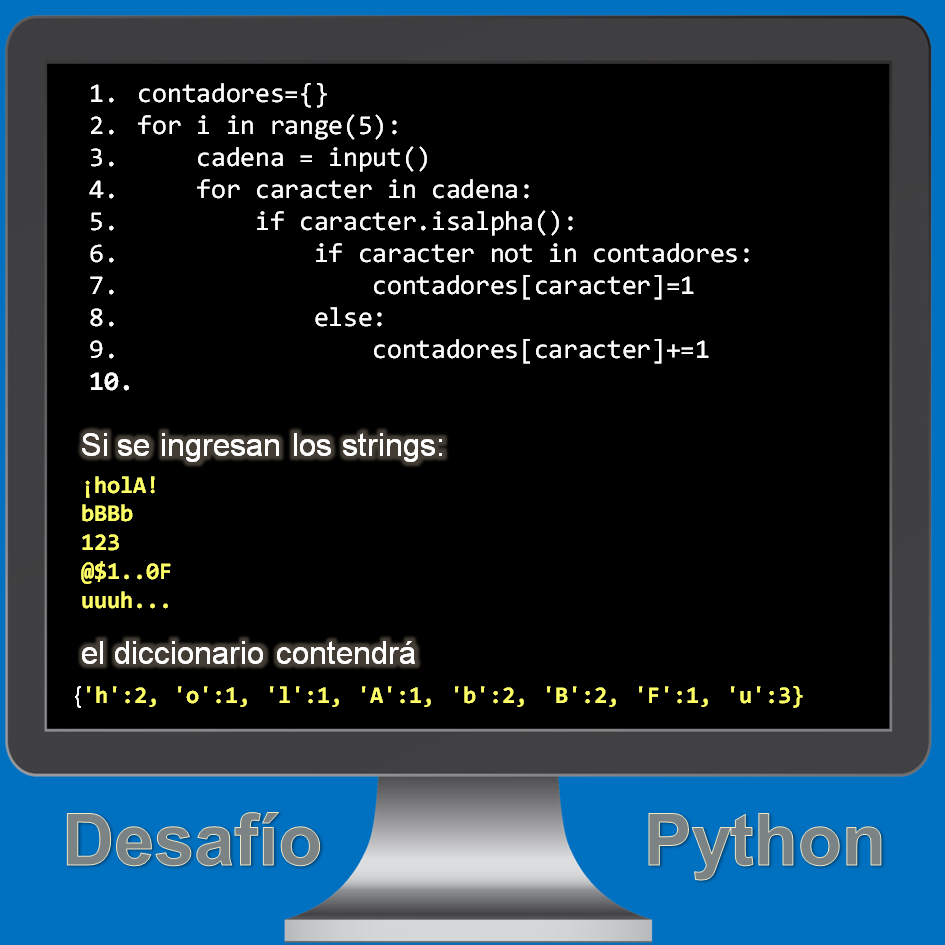 1. contadores={}
2. for i in range(5):
3.     cadena = input()
4.     for caracter in cadena:
5.         if caracter.isalpha():
6.             if caracter not in contadores:
7.                 contadores[caracter]=1
8.             else:
9.                 contadores[caracter]+=1
10.
Si se ingresan los strings:
¡holA!
bBBb
123
@$1..0F
uuuh...
el diccionario contendrá
{'h':2, 'o':1, 'l':1, 'A':1, 'b':2, 'B':2, 'F':1, 'u':3}
Desafío Python